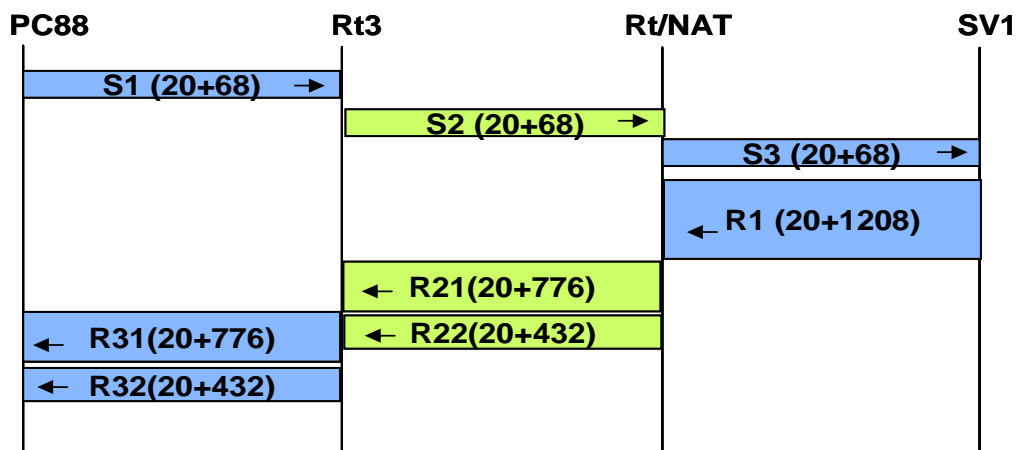 PC88 Rt3 Rt/NAT SV1
S1 (20+68) →
S2 (20+68) →
S3 (20+68) →
← R1 (20+1208)
← R21(20+776)
← R31(20+776)
← R22(20+432)
← R32(20+432)